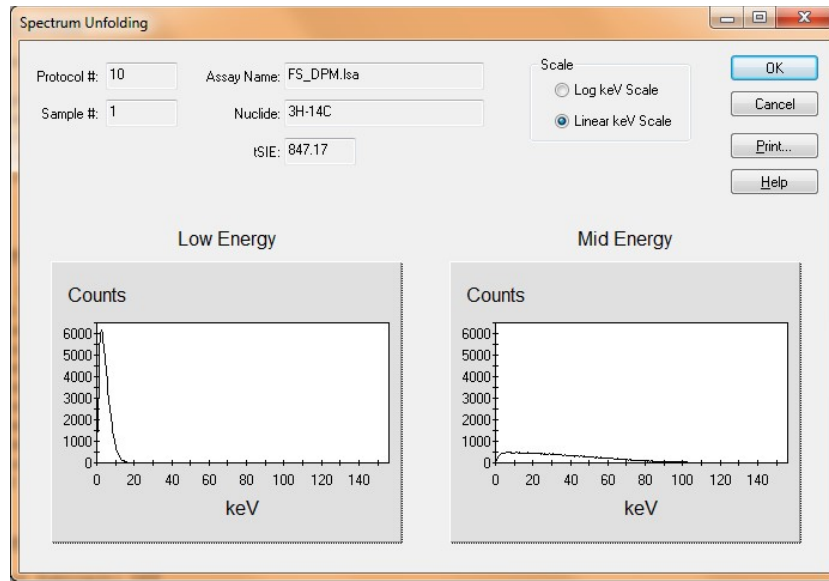 Spectrum Unfolding
Protocol #: 10
Assay Name: FS_DPM.lsa
Sample #: 1
Nuclide: 3H-14C
tSIE: 847.17
Scale
Log keV Scale
Linear keV Scale
OK
Cancel
Print...
Help
Low Energy
Counts
6000
5000
4000
3000
2000
1000
0
0 20 40 60 80 100 120 140
keV
Mid Energy
Counts
6000
5000
4000
3000
2000
1000
0
0 20 40 60 80 100 120 140
keV